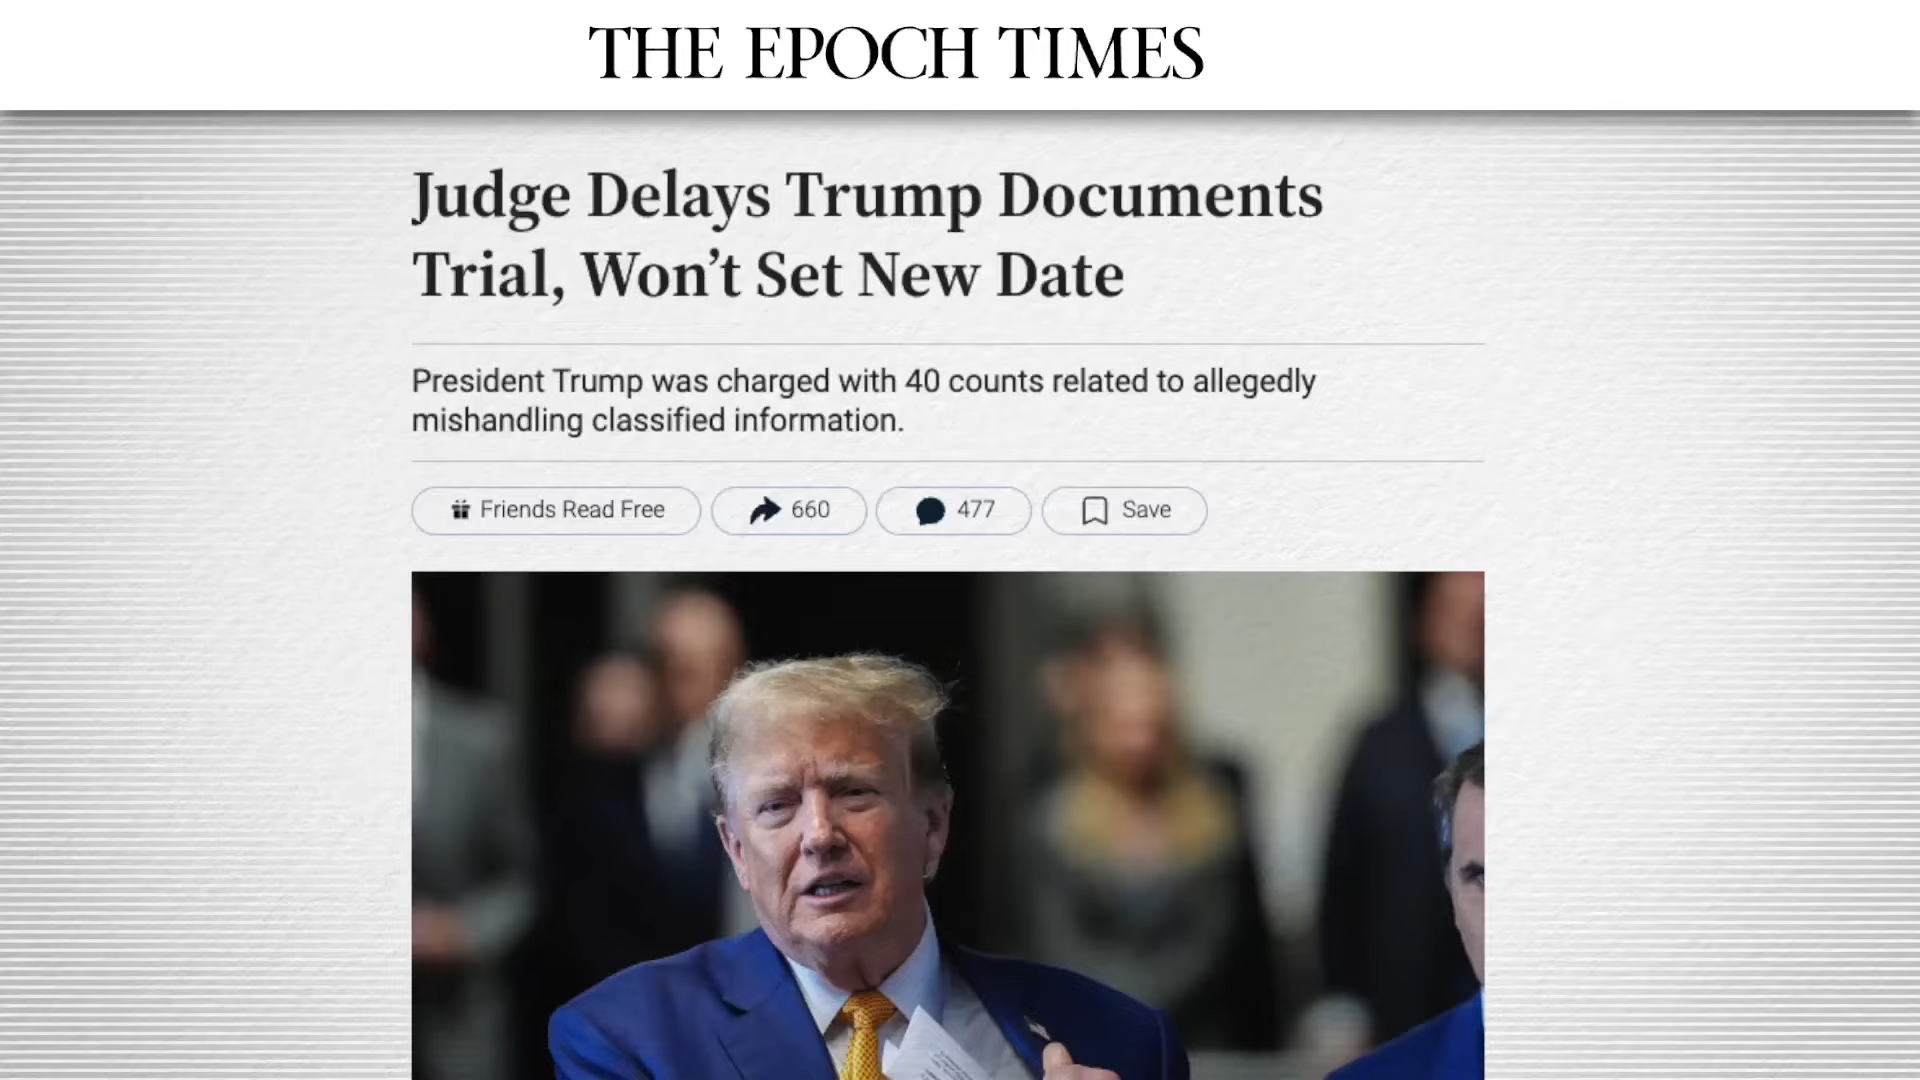 THE EPOCH TIMES
Judge Delays Trump Documents
Trial, Won't Set New Date
President Trump was charged with 40 counts related to allegedly
mishandling classified information.
Friends Read Free
660
477
Save